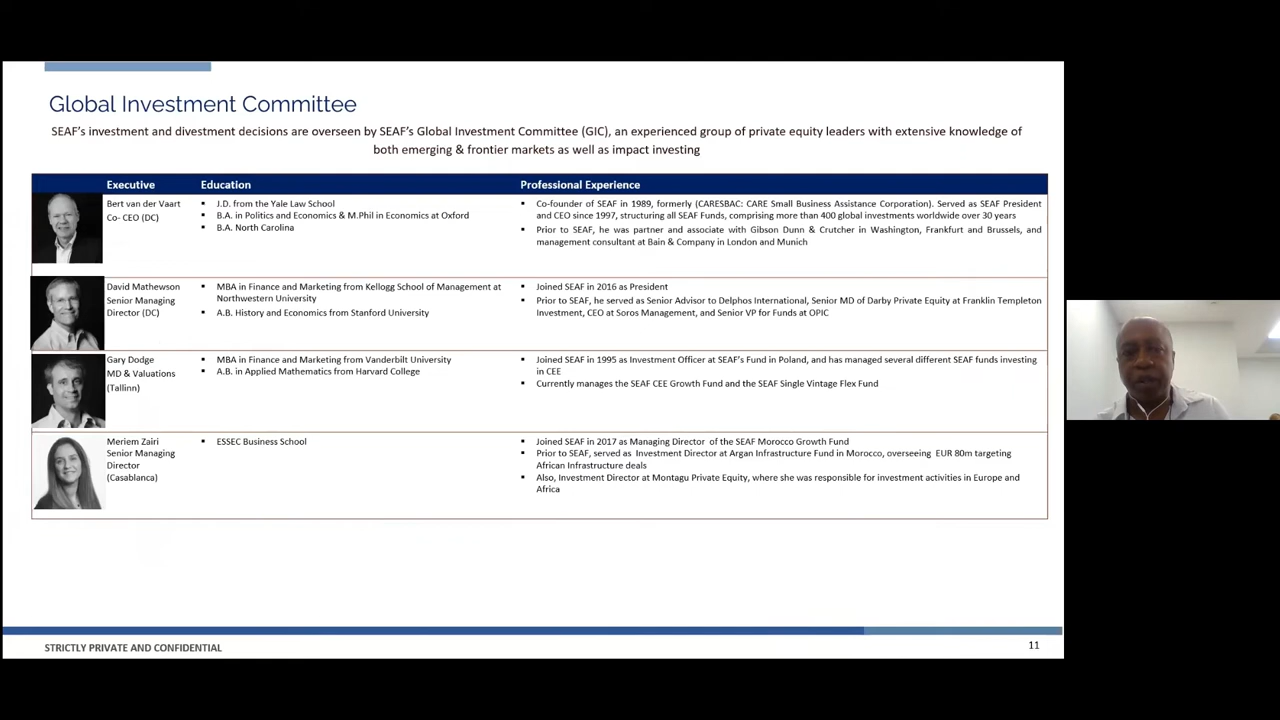 Global Investment Committee
SEAF's investment and divestment decisions are overseen by SEAF's Global Investment Committee (GIC), an experienced group of private equity leaders with extensive knowledge of
both emerging & frontier markets as well as impact investing
Executive Education Professional Experience
Bert van der Vaart
Co- CEO (DC)
▪ J.D. from the Yale Law School
▪ B.A. in Politics and Economics & M.Phil in Economics at Oxford
▪ B.A. North Carolina
▪ Co-founder of SEAF in 1989, formerly (CARESBAC: CARE Small Business Assistance Corporation). Served as SEAF President
and CEO since 1997, structuring all SEAF Funds, comprising more than 400 global investments worldwide over 30 years
▪ Prior to SEAF, he was partner and associate with Gibson Dunn & Crutcher in Washington, Frankfurt and Brussels, and
management consultant at Bain & Company in London and Munich
David Mathewson
Senior Managing
Director (DC)
▪ MBA in Finance and Marketing from Kellogg School of Management at
Northwestern University
▪ A.B. History and Economics from Stanford University
▪ Joined SEAF in 2016 as President
▪ Prior to SEAF, he served as Senior Advisor to Delphos International, Senior MD of Darby Private Equity at Franklin Templeton
Investment, CEO at Soros Management, and Senior VP for Funds at OPIC
Gary Dodge
MD & Valuations
(Tallinn)
▪ MBA in Finance and Marketing from Vanderbilt University
▪ A.B. in Applied Mathematics from Harvard College
▪ Joined SEAF in 1995 as Investment Officer at SEAF's Fund in Poland, and has managed several different SEAF funds investing
in CEE
▪ Currently manages the SEAF CEE Growth Fund and the SEAF Single Vintage Flex Fund
Meriem Zairi
Senior Managing
Director
(Casablanca)
▪ ESSEC Business School
▪ Joined SEAF in 2017 as Managing Director of the SEAF Morocco Growth Fund
▪ Prior to SEAF, served as Investment Director at Argan Infrastructure Fund in Morocco, overseeing EUR 80m targeting
African Infrastructure deals
▪ Also, Investment Director at Montagu Private Equity, where she was responsible for investment activities in Europe and
Africa
STRICTLY PRIVATE AND CONFIDENTIAL
11